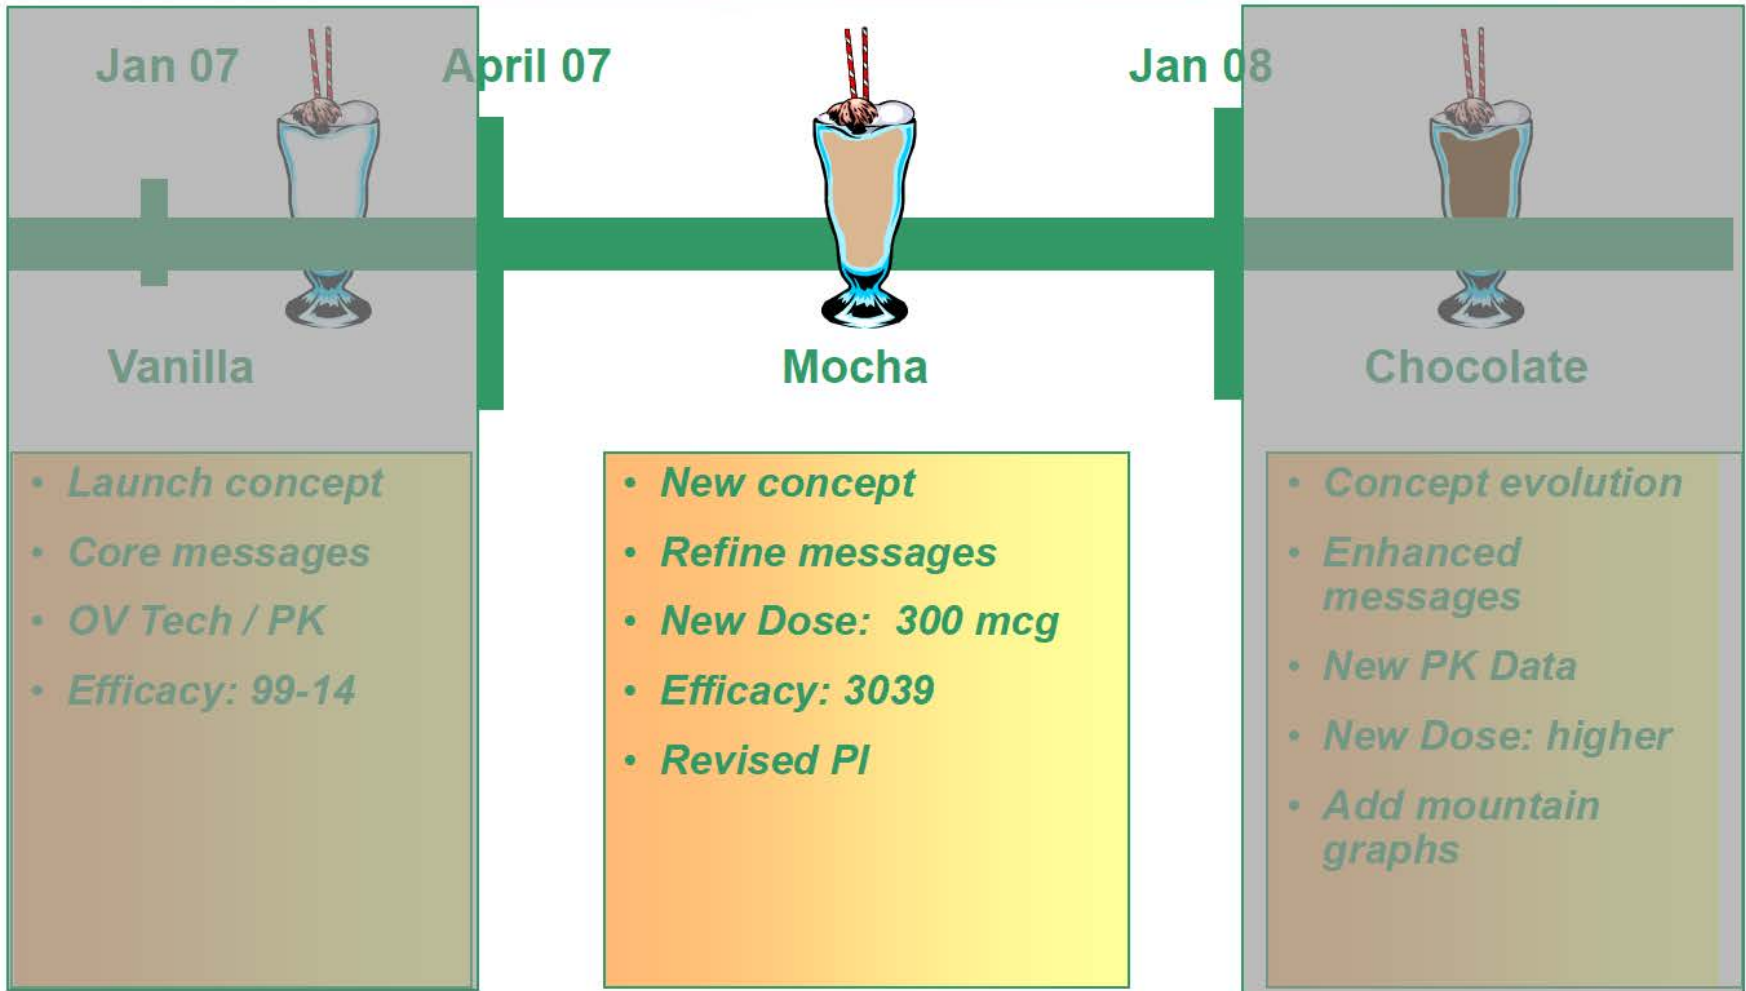 Jan 07
April 07
Jan 08
Vanilla
Mocha
Chocolate
• Launch concept
• Core messages
• OV Tech / PK
• Efficacy: 99-14
• New concept
• Refine messages
• New Dose:  300 mcg
• Efficacy: 3039
• Revised PI
• Concept evolution
• Enhanced
messages
• New PK Data
• New Dose: higher
• Add mountain
graphs